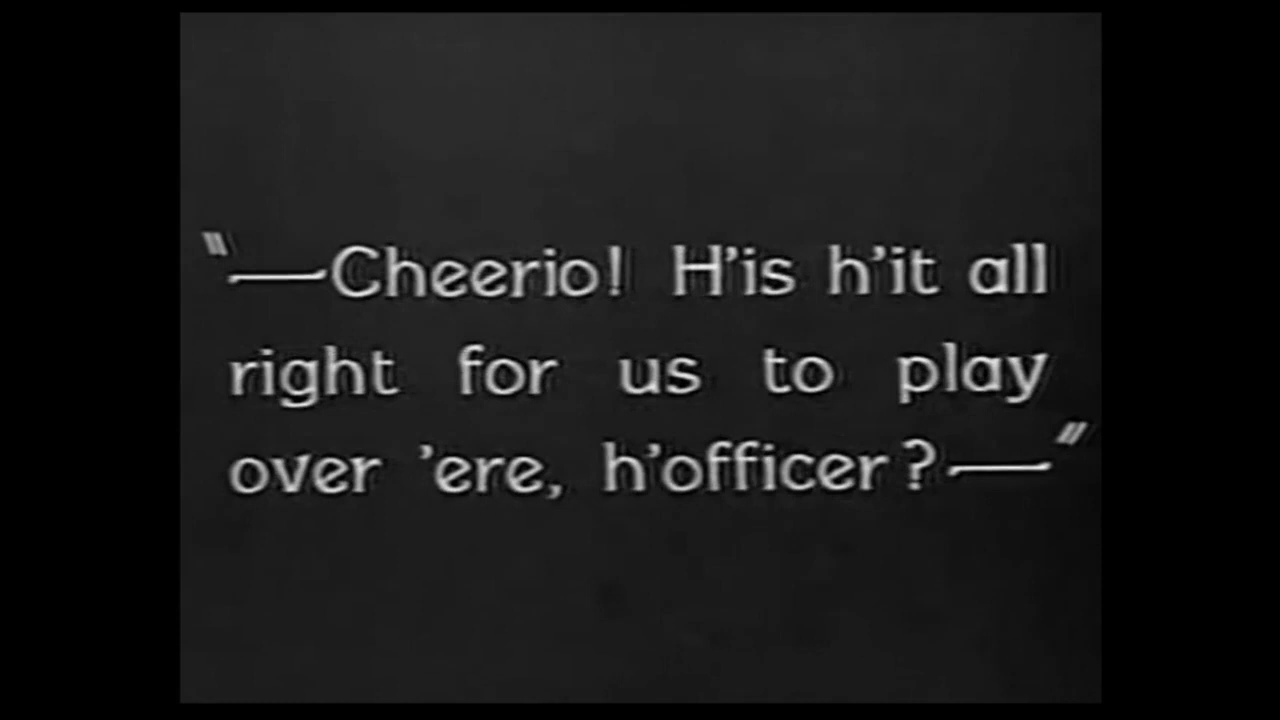 "—Cheerio! H'is h'it all
right for us to play
over 'ere, h'officer?—"